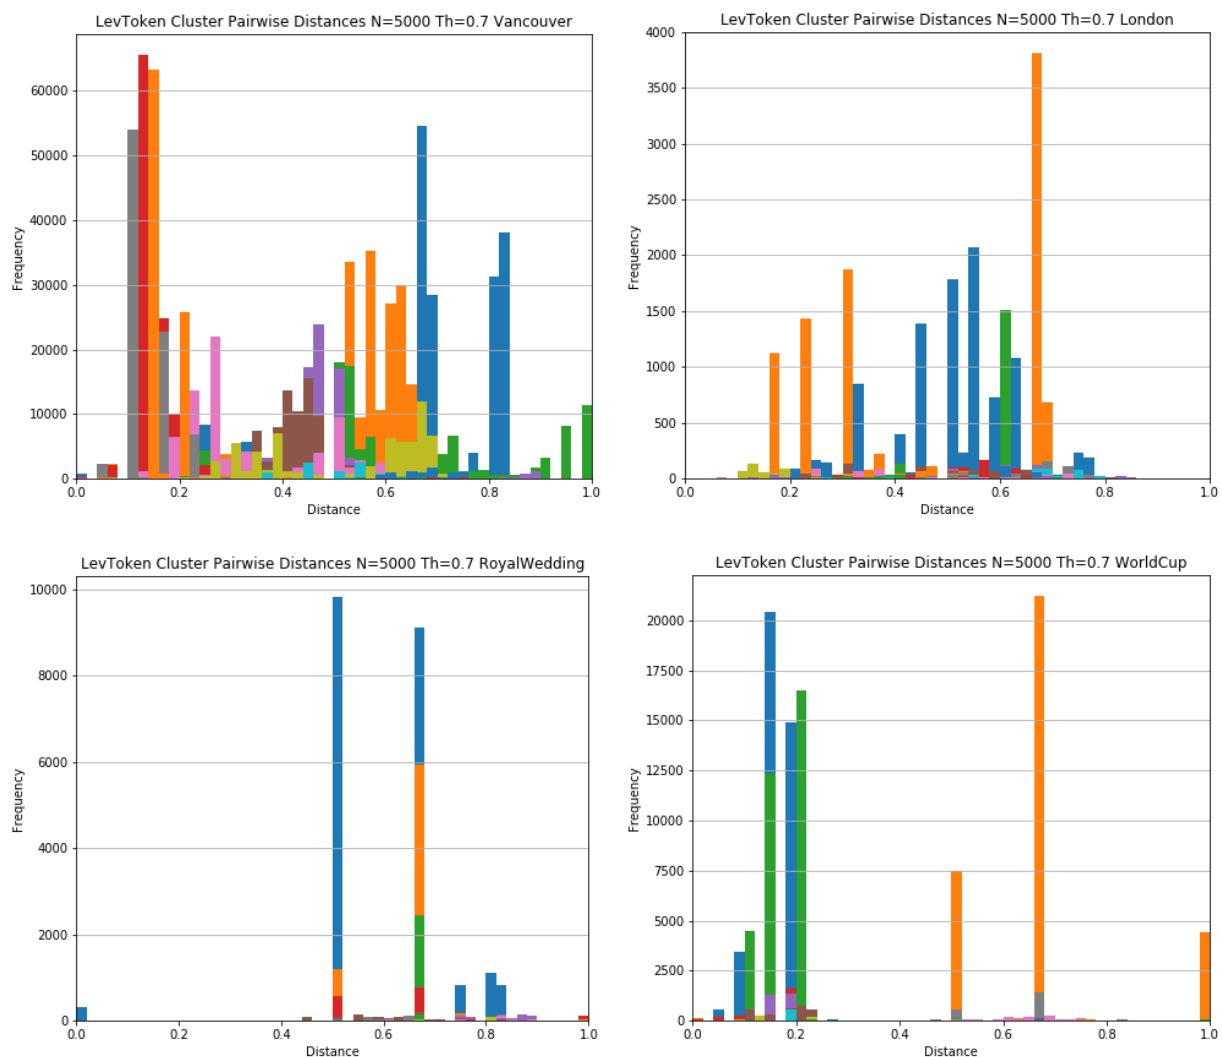 LevToken Cluster Pairwise Distances N=5000 Th=0.7 Vancouver
Frequency
60000
50000
40000
30000
20000
10000
0
0.0 0.2 0.4 0.6 0.8 1.0
Distance
LevToken Cluster Pairwise Distances N=5000 Th=0.7 London
Frequency
4000
3500
3000
2500
2000
1500
1000
500
0
0.0 0.2 0.4 0.6 0.8 1.0
Distance
LevToken Cluster Pairwise Distances N=5000 Th=0.7 RoyalWedding
Frequency
10000
8000
6000
4000
2000
0
0.0 0.2 0.4 0.6 0.8 1.0
Distance
LevToken Cluster Pairwise Distances N=5000 Th=0.7 WorldCup
Frequency
20000
17500
15000
12500
10000
7500
5000
2500
0
0.0 0.2 0.4 0.6 0.8 1.0
Distance